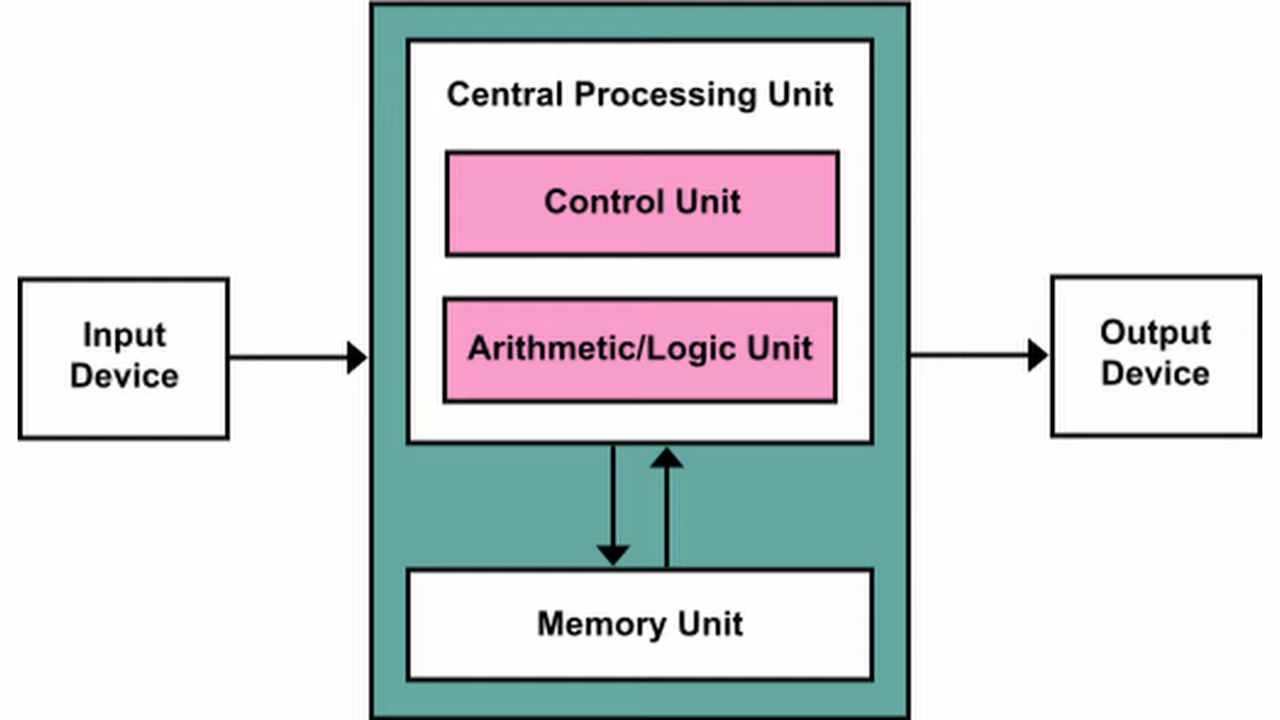 Central Processing Unit
Control Unit
Arithmetic/Logic Unit
Input
Device
Output
Device
Memory Unit